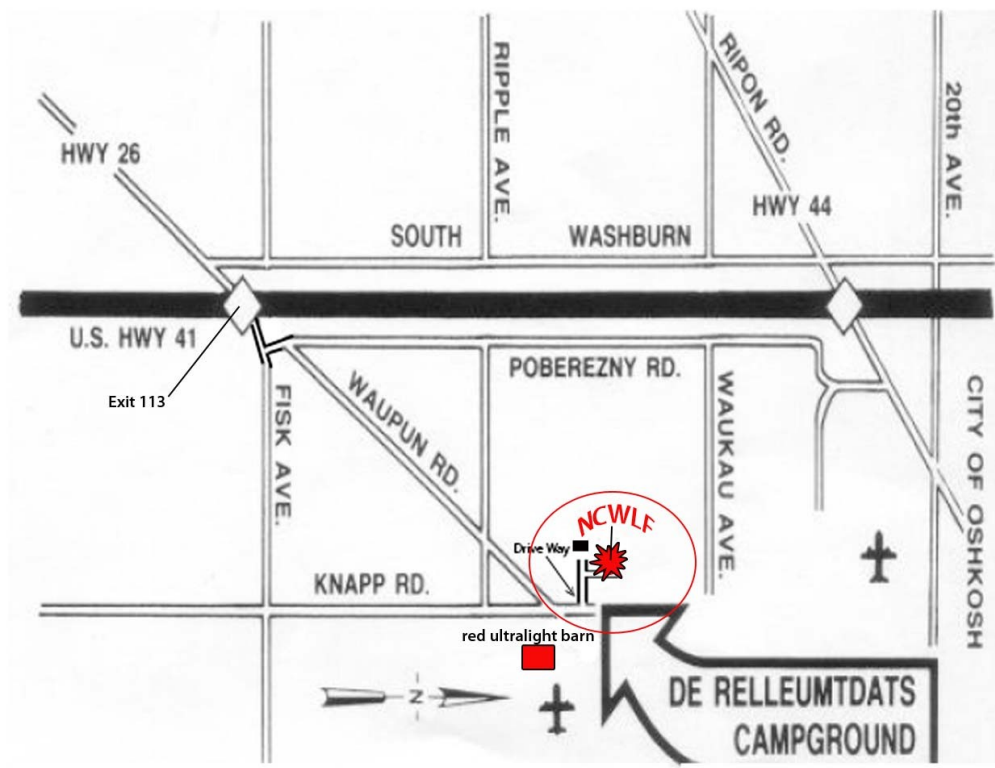 RIPPLE AVE.
RIPON RD.
20th AVE.
HWY 26
HWY 44
SOUTH WASHBURN
U.S. HWY 41
Exit 113
POBEREZNY RD.
FISK AVE.
WAUPUN RD.
WAUKAU AVE.
CITY OF OSHKOSH
NCWLF
Drive Way
KNAPP RD.
red ultralight barn
N
DE RELLEUMTDATS
CAMPGROUND